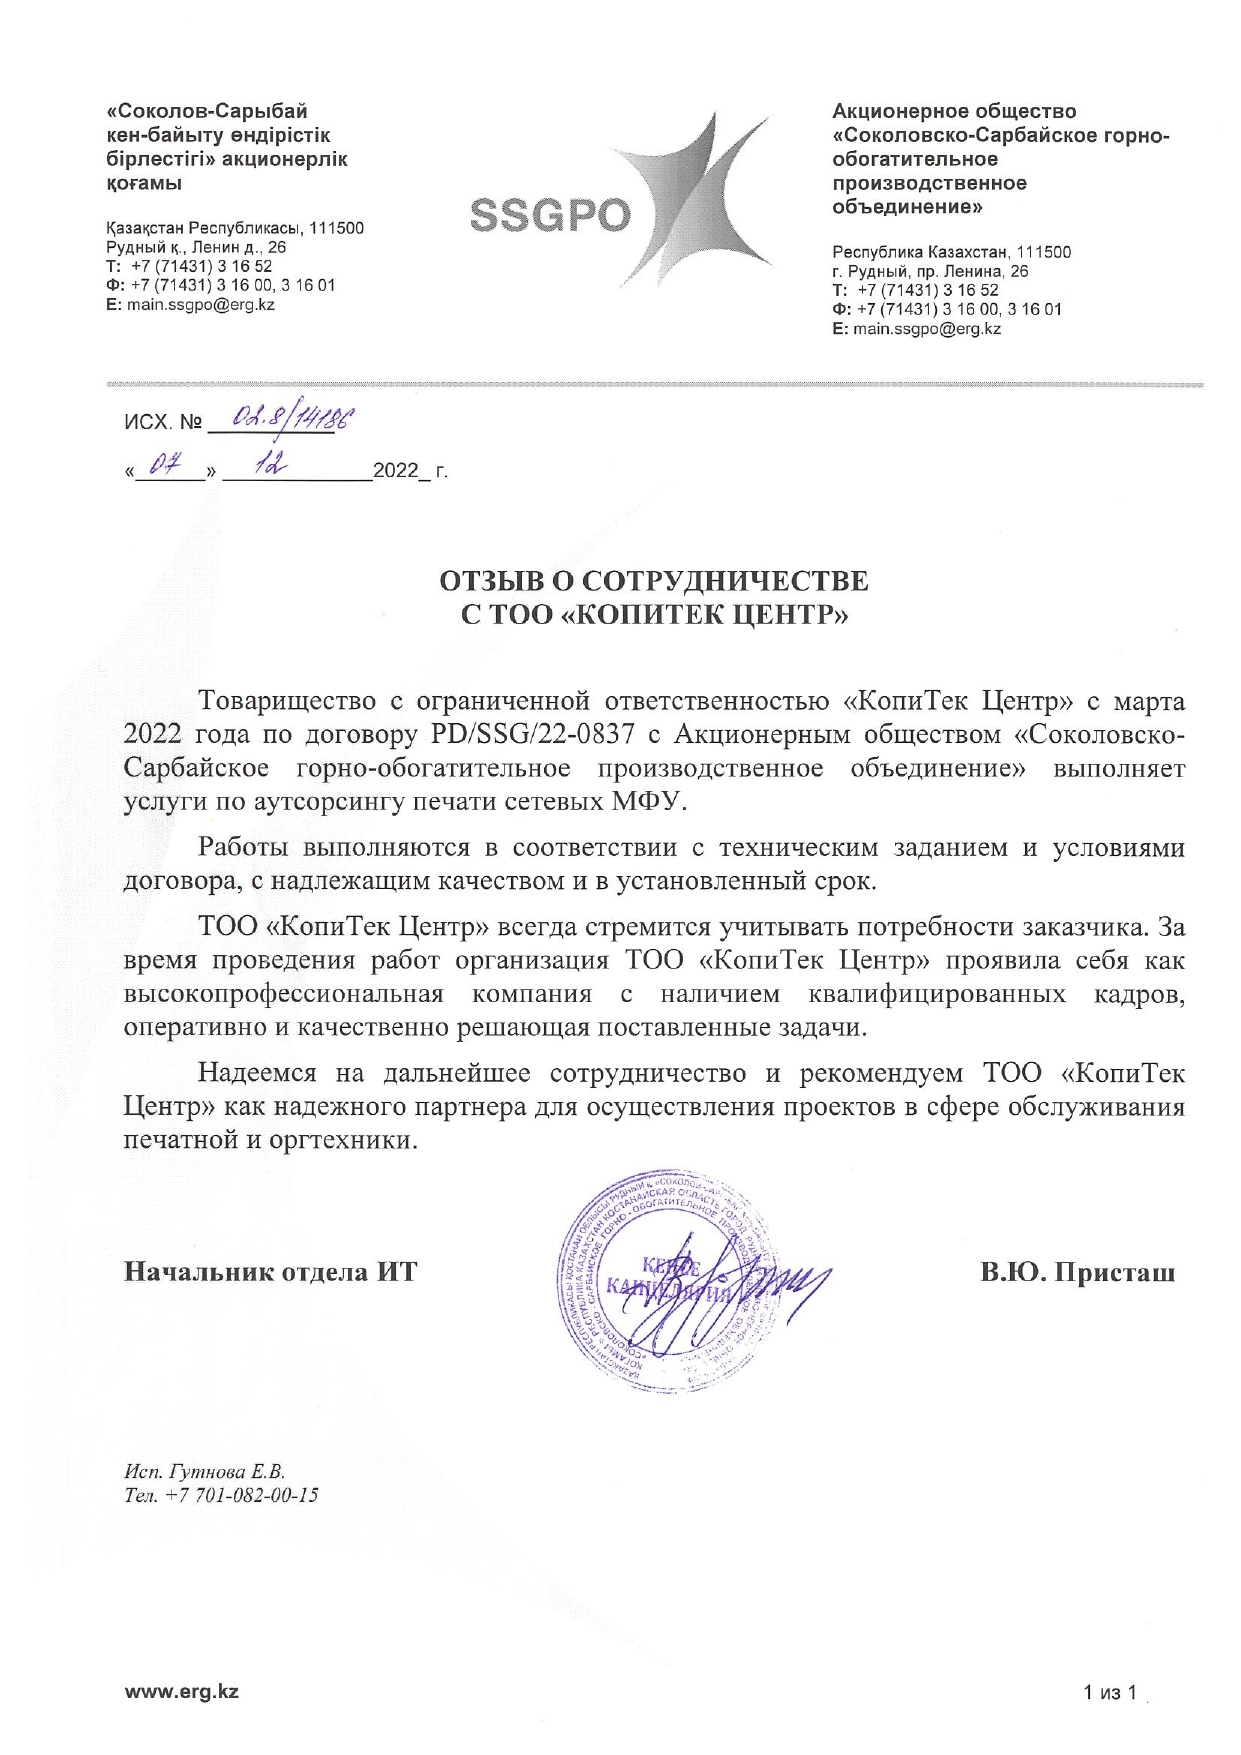 «Соколов-Сарыбай
кен-байыту өндірістік
бірлестігі» акционерлік
қоғамы
Қазақстан Республикасы, 111500
Рудный қ., Ленин д., 26
Т: +7 (71431) 3 16 52
Ф: +7 (71431) 3 16 00, 3 16 01
Е: main.ssgpo@erg.kz
SSGPO
Акционерное общество
«Соколовско-Сарбайское горно-
обогатительное
производственное
объединение»
Республика Казахстан, 111500
г. Рудный, пр. Ленина, 26
Т: +7 (71431) 3 16 52
Ф: +7 (71431) 3 16 00, 3 16 01
Е: main.ssgpo@erg.kz
ИСХ. № 02.8/14186
«07» 12 2022_ г.
ОТЗЫВ О СОТРУДНИЧЕСТВЕ
С ТОО «КОПИТЕК ЦЕНТР»
Товарищество с ограниченной ответственностью «КопиТек Центр» с марта
2022 года по договору PD/SSG/22-0837 с Акционерным обществом «Соколовско-
Сарбайское горно-обогатительное производственное объединение» выполняет
услуги по аутсорсингу печати сетевых МФУ.
Работы выполняются в соответствии с техническим заданием и условиями
договора, с надлежащим качеством и в установленный срок.
ТОО «КопиТек Центр» всегда стремится учитывать потребности заказчика. За
время проведения работ организация ТОО «КопиТек Центр» проявила себя как
высокопрофессиональная компания с наличием квалифицированных кадров,
оперативно и качественно решающая поставленные задачи.
Надеемся на дальнейшее сотрудничество и рекомендуем ТОО «КопиТек
Центр» как надежного партнера для осуществления проектов в сфере обслуживания
печатной и оргтехники.
Начальник отдела ИТ
КЕҢСЕ
КАНЦЕЛЯРИЯ
В.Ю. Присташ
Исп. Гутнова Е.В.
Тел. +7 701-082-00-15
www.erg.kz
1 из 1